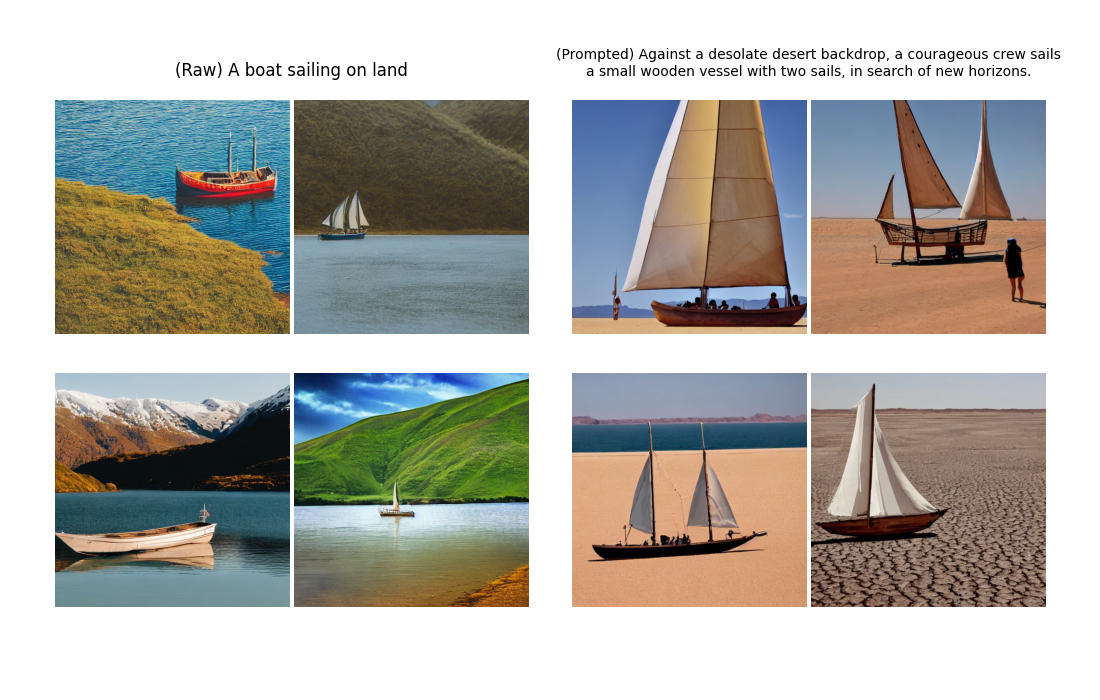 (Raw) A boat sailing on land
(Prompted) Against a desolate desert backdrop, a courageous crew sails
a small wooden vessel with two sails, in search of new horizons.